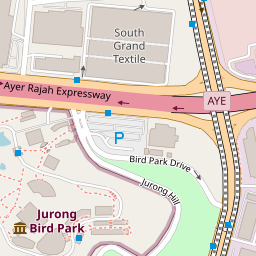 South
Grand
Textile
Ayer Rajah Expressway
AYE
P
Bird Park Drive
Jurong Hill
Jurong
Bird Park